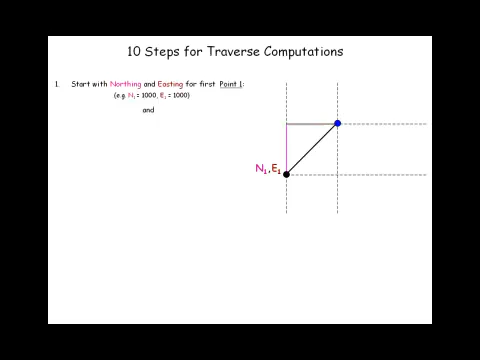 10 Steps for Traverse Computations
1. Start with Northing and Easting for first Point 1:
(e.g. N₁ = 1000, E₁ = 1000)
and
N₁,E₁